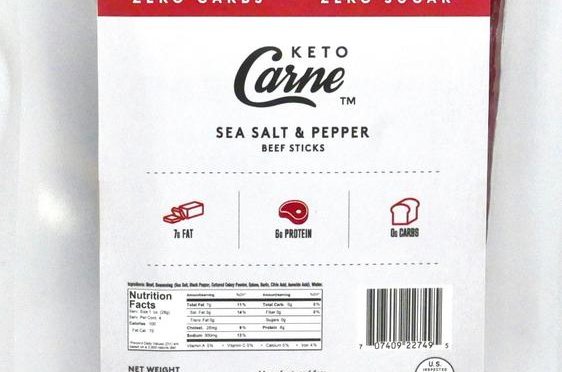 ZERO CARBS ZERO SUGAR
KETO
Carne
TM
SEA SALT & PEPPER
BEEF STICKS
7g FAT
6g PROTEIN
0g CARBS
Ingredients: Beef, Seasoning (Sea Salt, Black Pepper, Cultured Celery Powder, Onion, Garlic, Citric Acid, Ascorbic Acid), Water.
Nutrition
Facts
Serv. Size 1 oz. (28g)
Serv. Per Cont. 4
Calories 100
Fat Cal. 70
Percent Daily Values (DV) are
based on a 2,000 calorie diet.
Amount/serving %DV*
Total Fat 7g 11%
Sat. Fat 3g 14%
Trans Fat 0g
Cholest. 25mg 8%
Sodium 300mg 13%
Amount/serving %DV*
Total Carb. 0g 0%
Fiber 0g 0%
Sugars 0g
Protein 6g
Vitamin A 0% • Vitamin C 0% • Calcium 0% • Iron 4%
7 07409 22749 5
NET WEIGHT
U.S.
INSPECTED